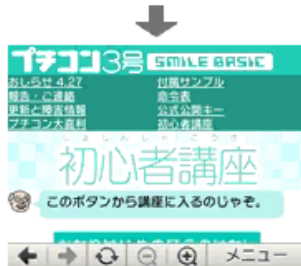 プチコン3号 SMILE BASIC
おしらせ 4.27 付属サンプル
報告・ご連絡 命令表
更新と障害情報 公式公開キー
プチコン大喜利 初心者講座
しょしんしゃこうざ
初心者講座
このボタンから講座に入るのじゃぞ。
メニュー